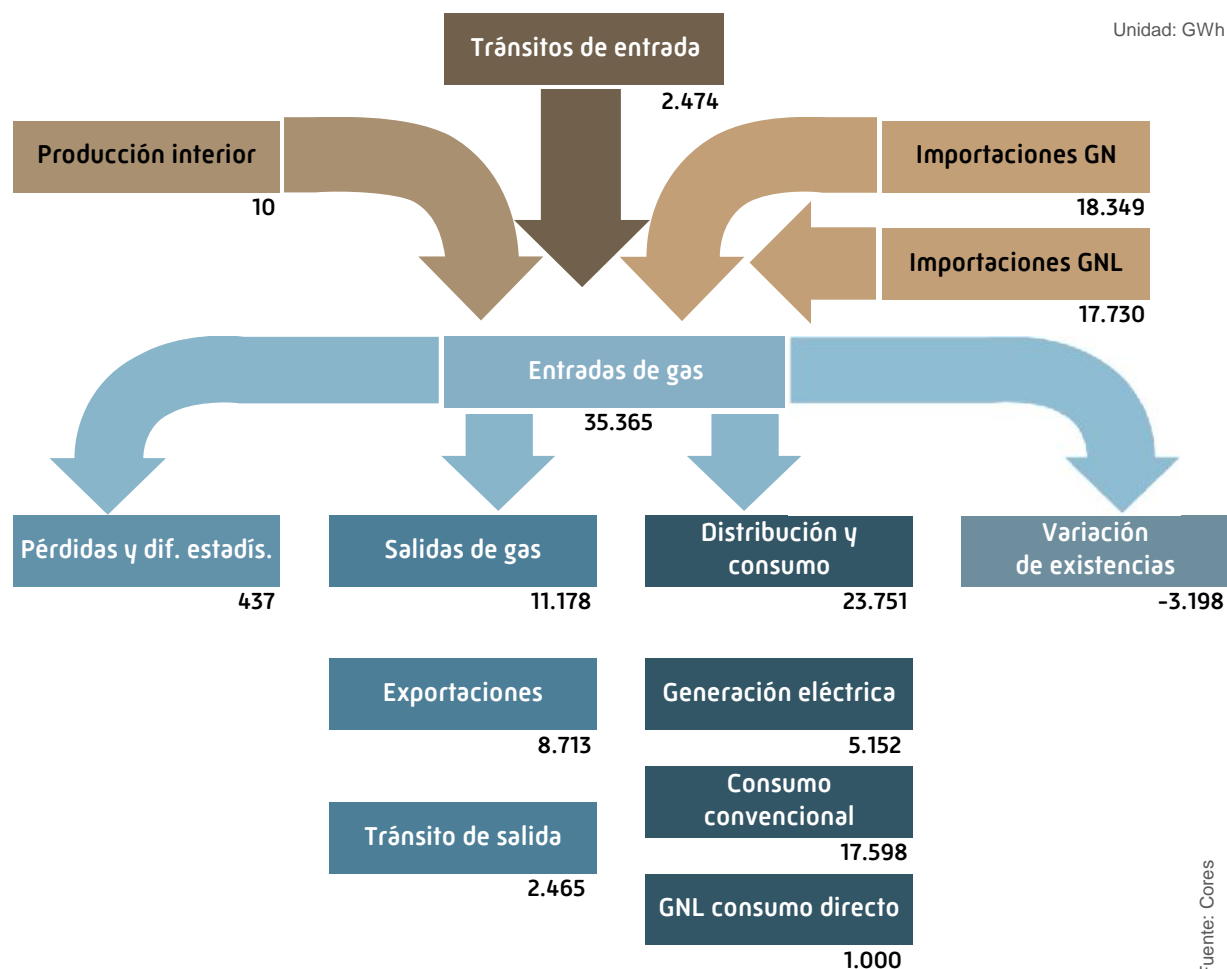 Unidad: GWh
Tránsitos de entrada
2.474
Producción interior
10
Importaciones GN
18.349
Importaciones GNL
17.730
Entradas de gas
35.365
Pérdidas y dif. estadís.
437
Salidas de gas
11.178
Distribución y
consumo
23.751
Variación
de existencias
-3.198
Exportaciones
8.713
Tránsito de salida
2.465
Generación eléctrica
5.152
Consumo
convencional
17.598
GNL consumo directo
1.000
Fuente: Cores